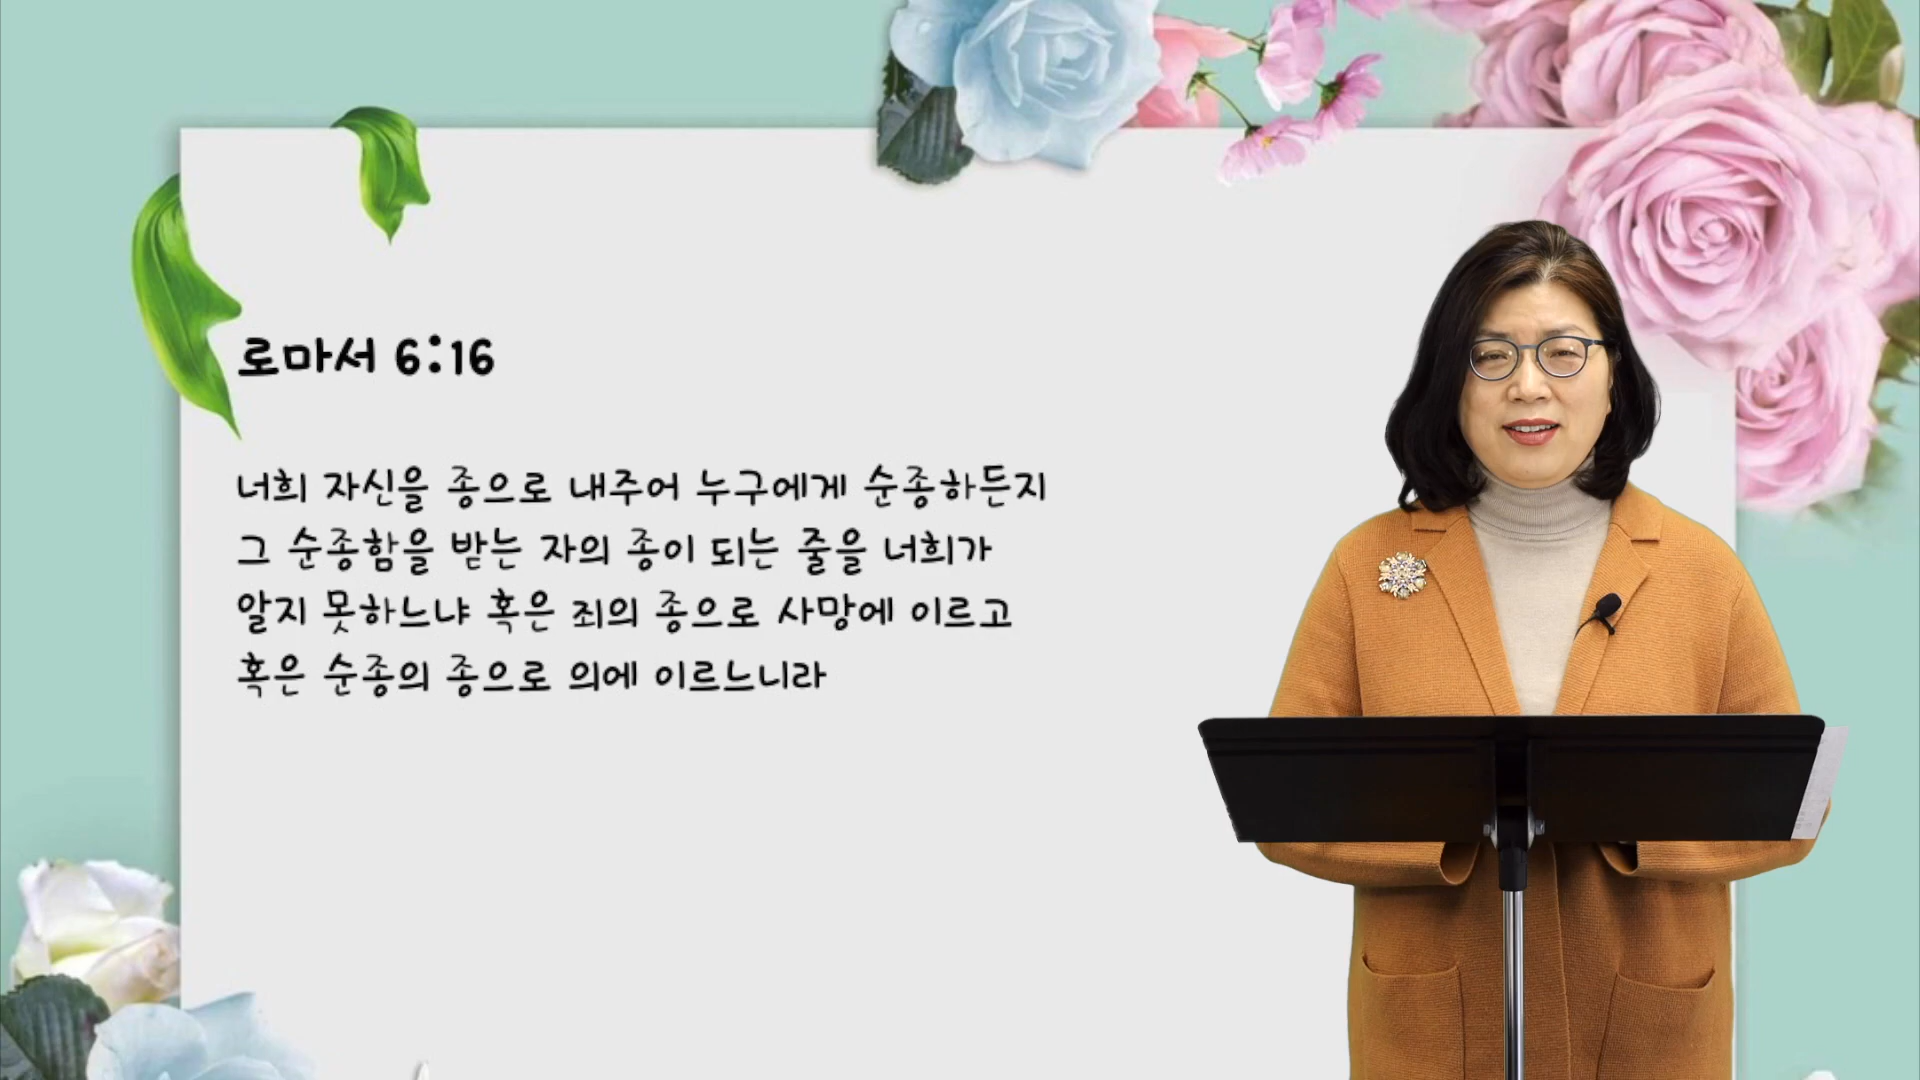 로마서 6:16
너희 자신을 종으로 내주어 누구에게 순종하든지
그 순종함을 받는 자의 종이 되는 줄을 너희가
알지 못하느냐 혹은 죄의 종으로 사망에 이르고
혹은 순종의 종으로 의에 이르느니라